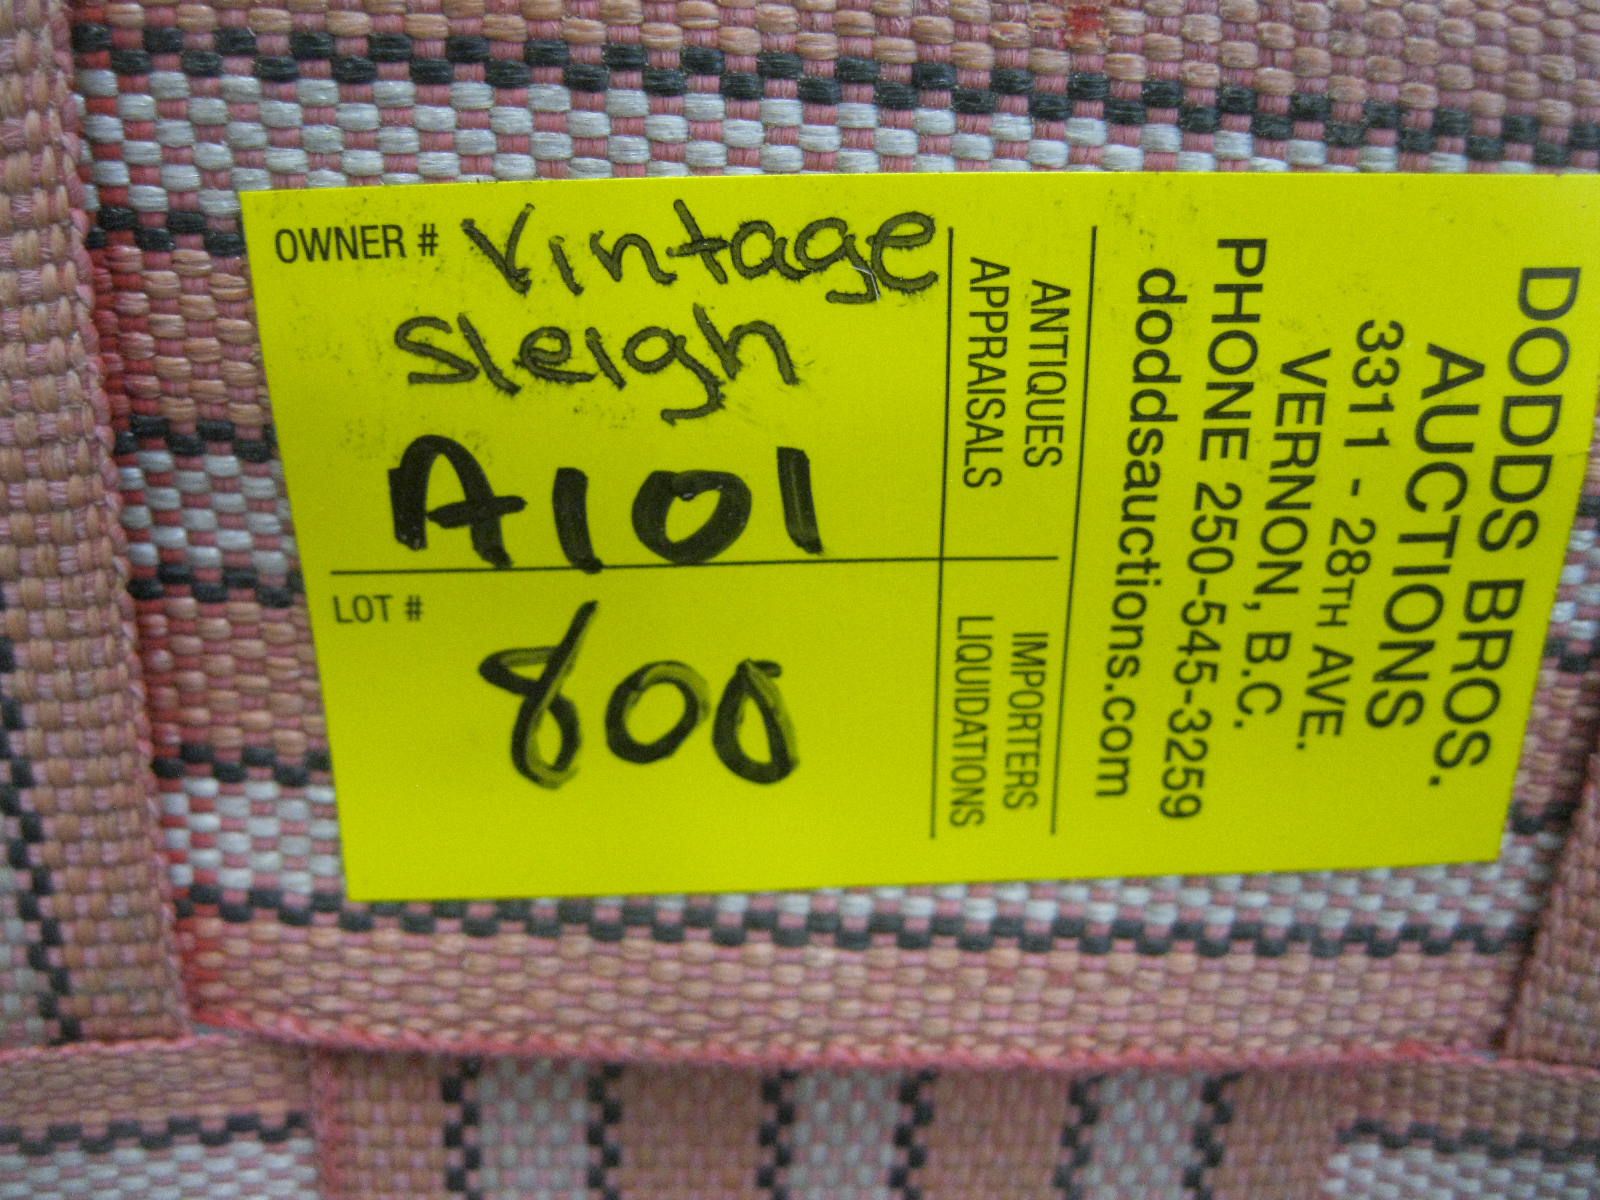 OWNER # Vintage
sleigh
A101
LOT #
800
ANTIQUES
APPRAISALS
IMPORTERS
LIQUIDATIONS
DODDS BROS.
AUCTIONS
3311 - 28TH AVE.
VERNON, B.C.
PHONE 250-545-3259
doddsauctions.com